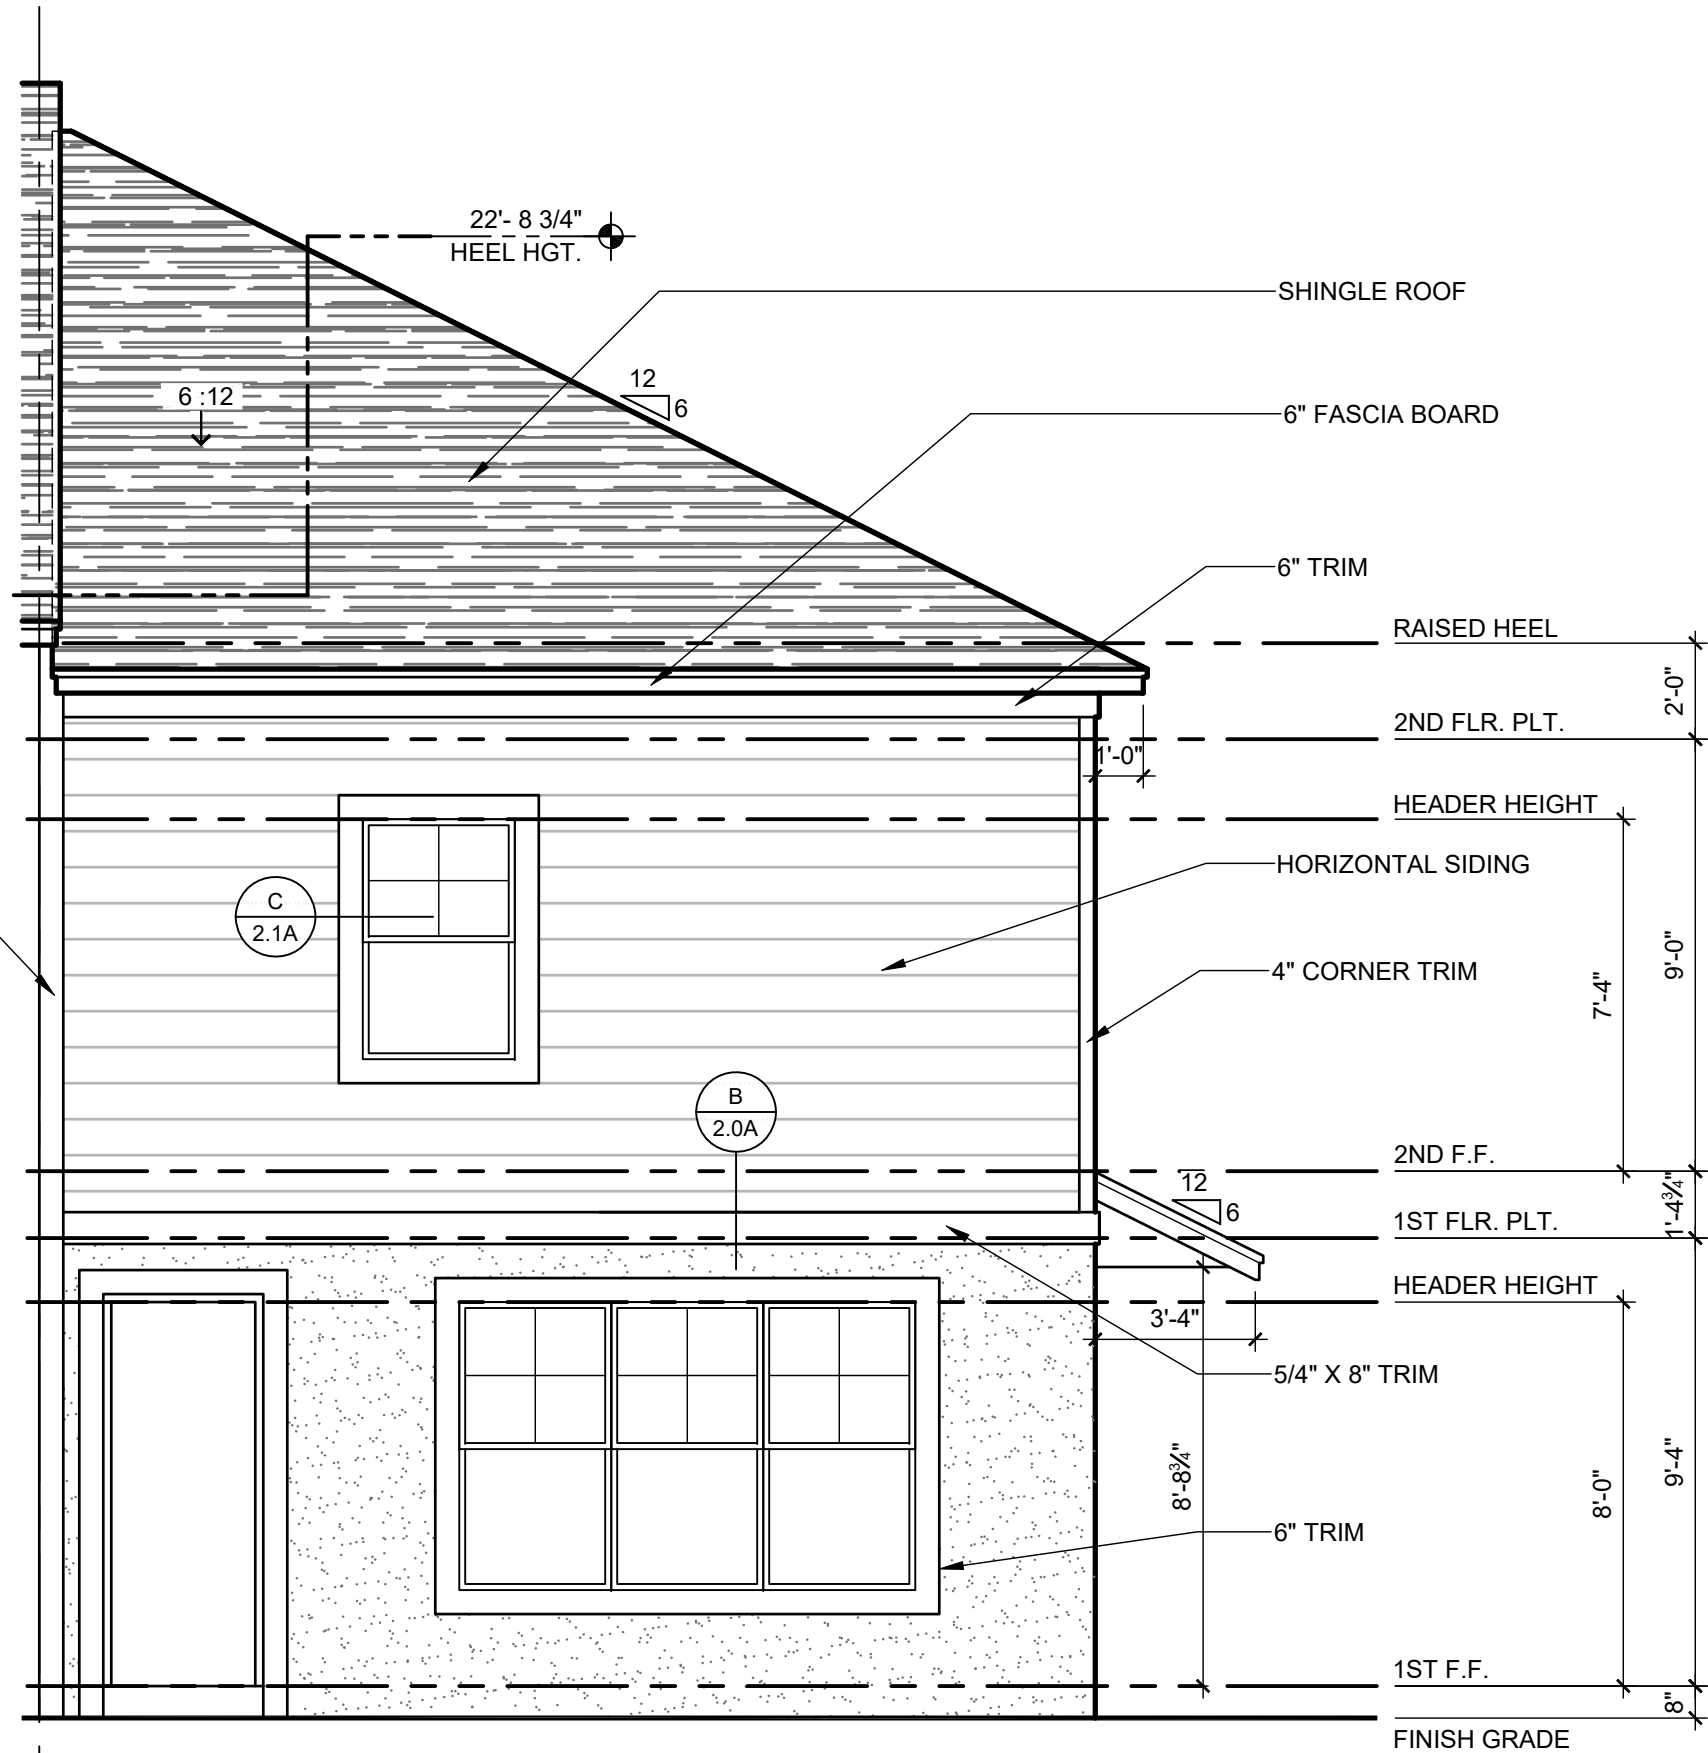 22'- 8 3/4"
HEEL HGT.
SHINGLE ROOF
12
6
6 :12
6" FASCIA BOARD
6" TRIM
RAISED HEEL
2'-0"
2ND FLR. PLT.
1'-0"
HEADER HEIGHT
HORIZONTAL SIDING
C
2.1A
9'-0"
4" CORNER TRIM
7'-4"
B
2.0A
2ND F.F.
12
6
1'-4¾"
1ST FLR. PLT.
HEADER HEIGHT
3'-4"
5/4" X 8" TRIM
8'-8¾"
8'-0"
9'-4"
6" TRIM
1ST F.F.
8"
FINISH GRADE